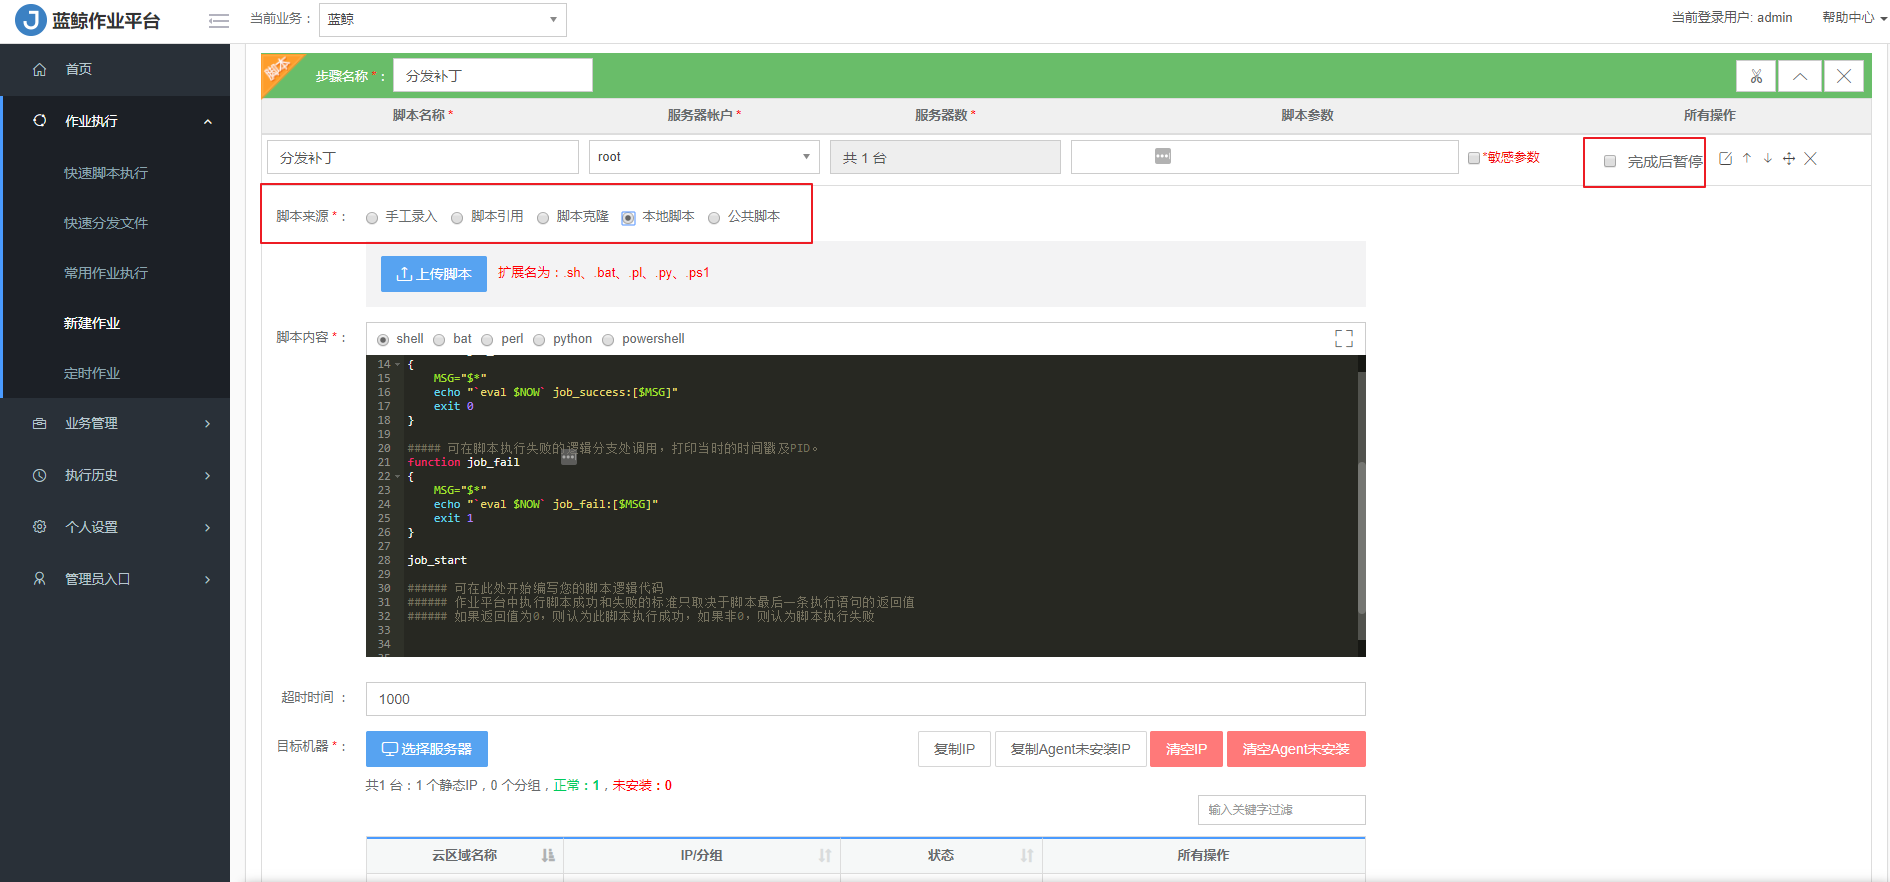 J 蓝鲸作业平台
当前业务： 蓝鲸
当前登录用户: admin 帮助中心
首页
作业执行
快速脚本执行
快速分发文件
常用作业执行
新建作业
定时作业
业务管理
执行历史
个人设置
管理员入口
脚本
步骤名称*： 分发补丁
脚本名称* 服务器帐户* 服务器数* 脚本参数 所有操作
分发补丁 root 共 1 台 *敏感参数 完成后暂停
脚本来源*： 手工录入 脚本引用 脚本克隆 本地脚本 公共脚本
上传脚本 扩展名为：.sh、.bat、.pl、.py、.ps1
脚本内容*： shell bat perl python powershell
14 {
15 MSG="$*"
16 echo "`eval $NOW` job_success:[$MSG]"
17 exit 0
18 }
19
20 ##### 可在脚本执行失败的逻辑分支处调用，打印当时的时间戳及PID。
21 function job_fail
22 {
23 MSG="$*"
24 echo "`eval $NOW` job_fail:[$MSG]"
25 exit 1
26 }
27
28 job_start
29
30 ###### 可在此处开始编写您的脚本逻辑代码
31 ###### 作业平台中执行脚本成功和失败的标准只取决于脚本最后一条执行语句的返回值
32 ###### 如果返回值为0，则认为此脚本执行成功，如果非0，则认为脚本执行失败
33
34
超时时间 ： 1000
目标机器*： 选择服务器 复制IP 复制Agent未安装IP 清空IP 清空Agent未安装
共1 台：1 个静态IP，0 个分组，正常：1，未安装：0
输入关键字过滤
云区域名称 IP/分组 状态 所有操作